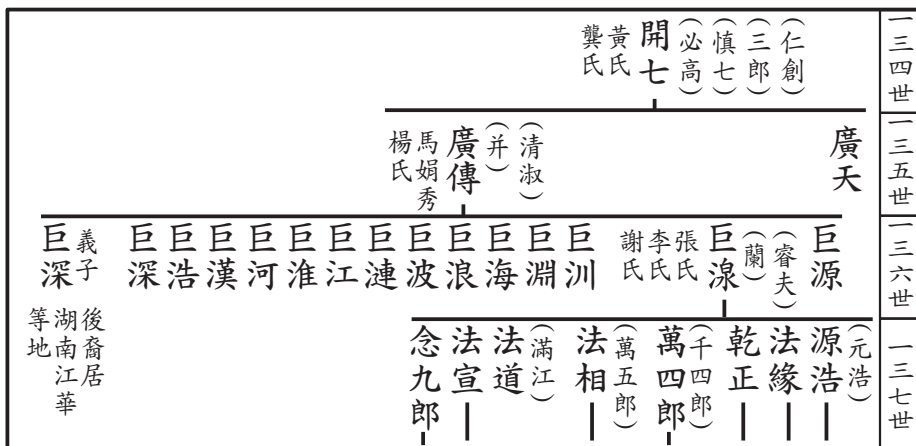 一三四世
（仁創）
（三郎）
（慎七）
（必高）
開七
黃氏
龔氏
一三五世
廣天
（清淑）
（并）
廣傳
馬娟秀
楊氏
一三六世
巨源
（睿夫）
（蘭）
巨湶
張氏
李氏
謝氏
巨汌
巨淵
巨海
巨浪
巨波
巨漣
巨江
巨淮
巨河
巨漢
巨浩
巨深
義子
巨深
後裔居
湖南江華
等地
一三七世
（元浩）
源浩
法緣
乾正
（千四郎）
萬四郎
（萬五郎）
法相
（滿江）
法道
法宣
念九郎